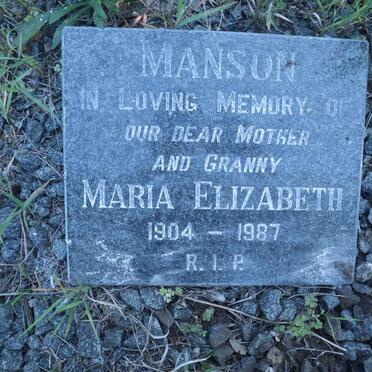 MANSON
IN LOVING MEMORY OF
OUR DEAR MOTHER
AND GRANNY
MARIA ELIZABETH
1904 – 1987
R.I.P.